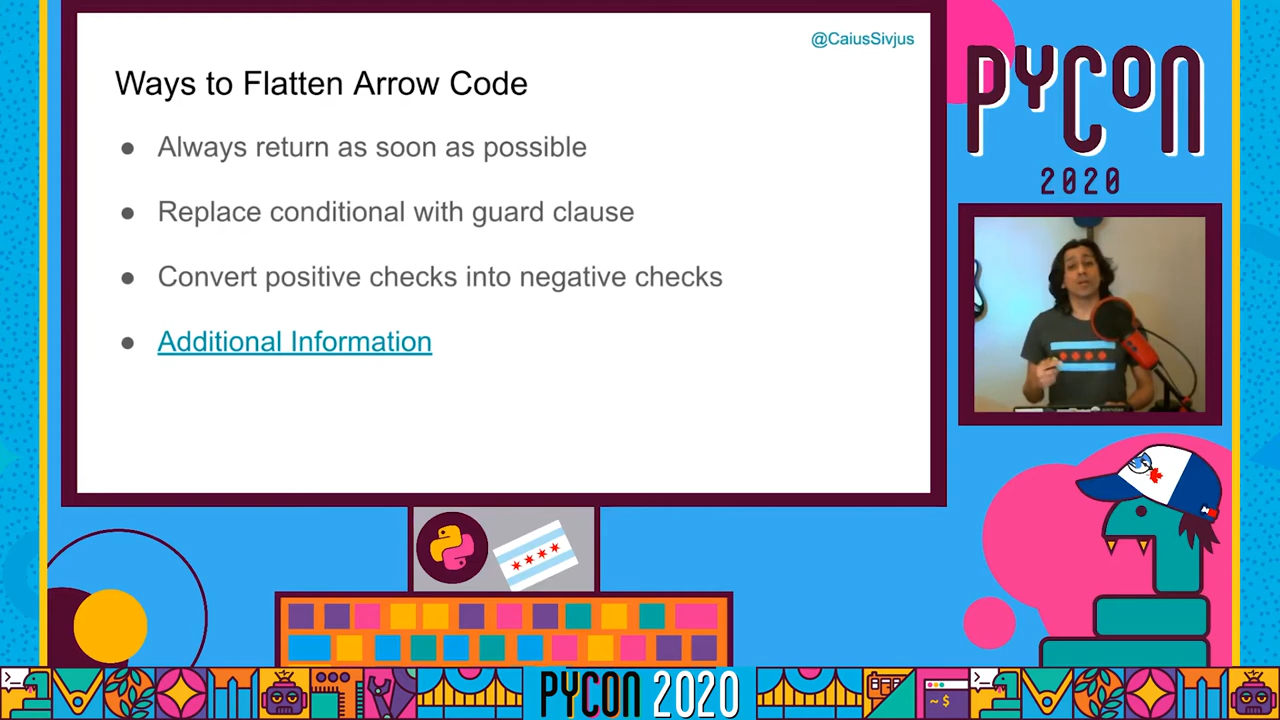 @CaiusSivjus
Ways to Flatten Arrow Code
● Always return as soon as possible
● Replace conditional with guard clause
● Convert positive checks into negative checks
● Additional Information
PYCON
2020
PYCON 2020
~$